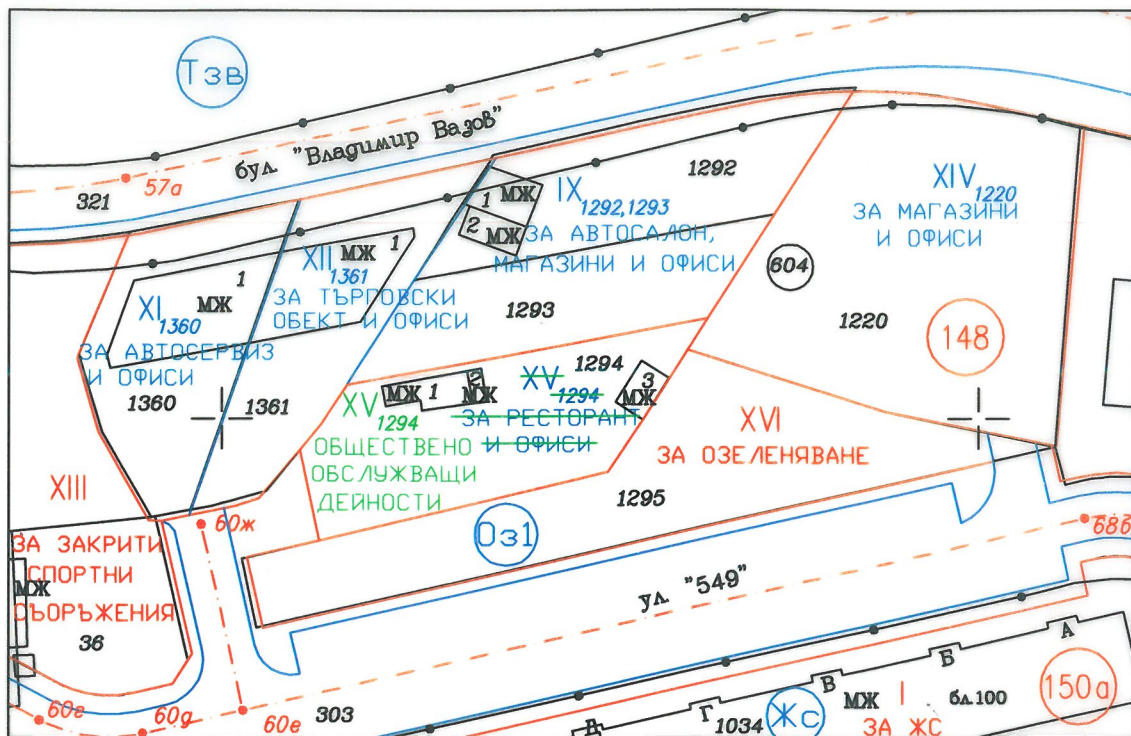 Тзв
бул. "Владимир Вазов"
57а
321
1292
1
МЖ
2
МЖ
IX 1292,1293
ЗА АВТОСАЛОН,
МАГАЗИНИ И ОФИСИ
XIV 1220
ЗА МАГАЗИНИ
И ОФИСИ
604
1
МЖ
XI 1360
ЗА АВТОСЕРВИЗ
И ОФИСИ
XII 1361
МЖ 1
ЗА ТЪРГОВСКИ
ОБЕКТ И ОФИСИ
1293
1220
148
1360
1361
1294
МЖ 1
2
МЖ
XV 1294
ЗА РЕСТОРАНТ
И ОФИСИ
3
МЖ
XV 1294
ОБЩЕСТВЕНО
ОБСЛУЖВАЩИ
ДЕЙНОСТИ
XVI
ЗА ОЗЕЛЕНЯВАНЕ
1295
XIII
ЗА ЗАКРИТИ
СПОРТНИ
СЪОРЪЖЕНИЯ
МЖ
36
60ж
Оз1
68б
ул. "549"
60г
60д
60е
303
А
Б
В
Г
Д
1034
Жс
МЖ
I
бл.100
ЗА ЖС
150а